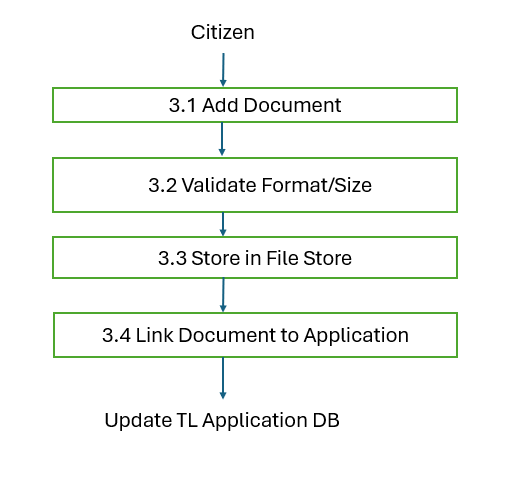 Citizen
3.1 Add Document
3.2 Validate Format/Size
3.3 Store in File Store
3.4 Link Document to Application
Update TL Application DB